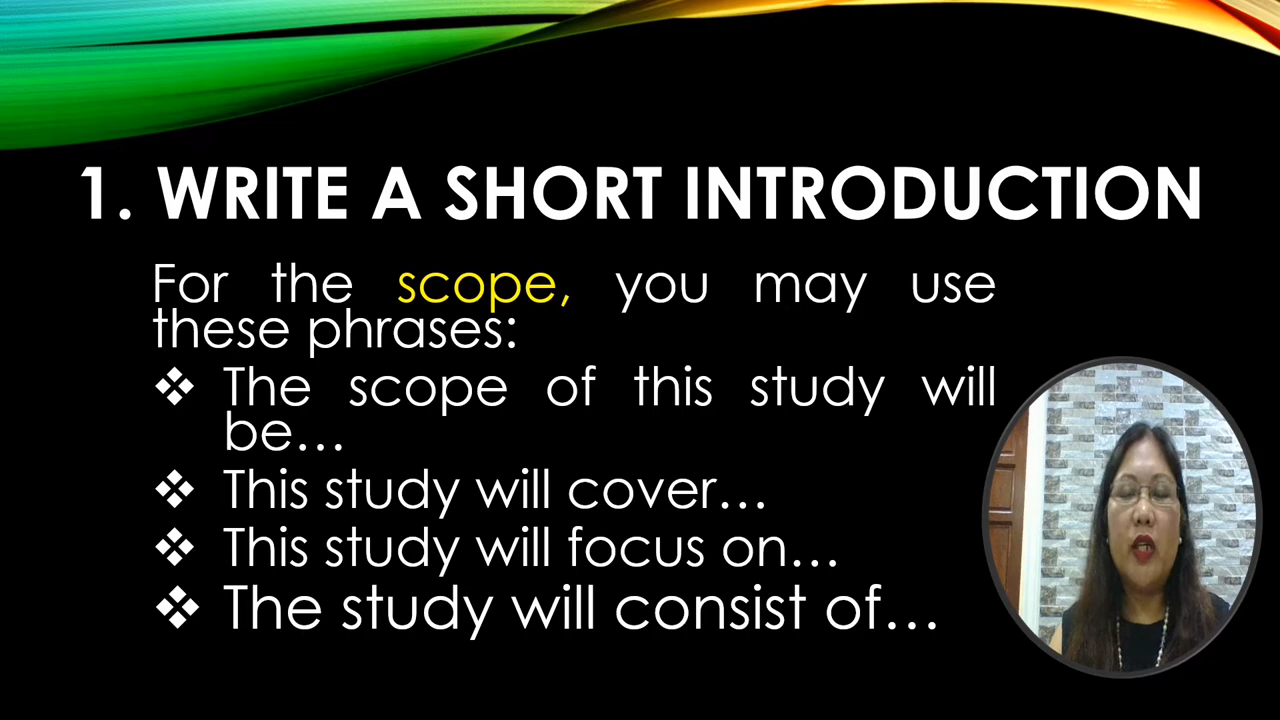 1. WRITE A SHORT INTRODUCTION
For the scope, you may use
these phrases:
❖ The scope of this study will
be…
❖ This study will cover…
❖ This study will focus on…
❖ The study will consist of…